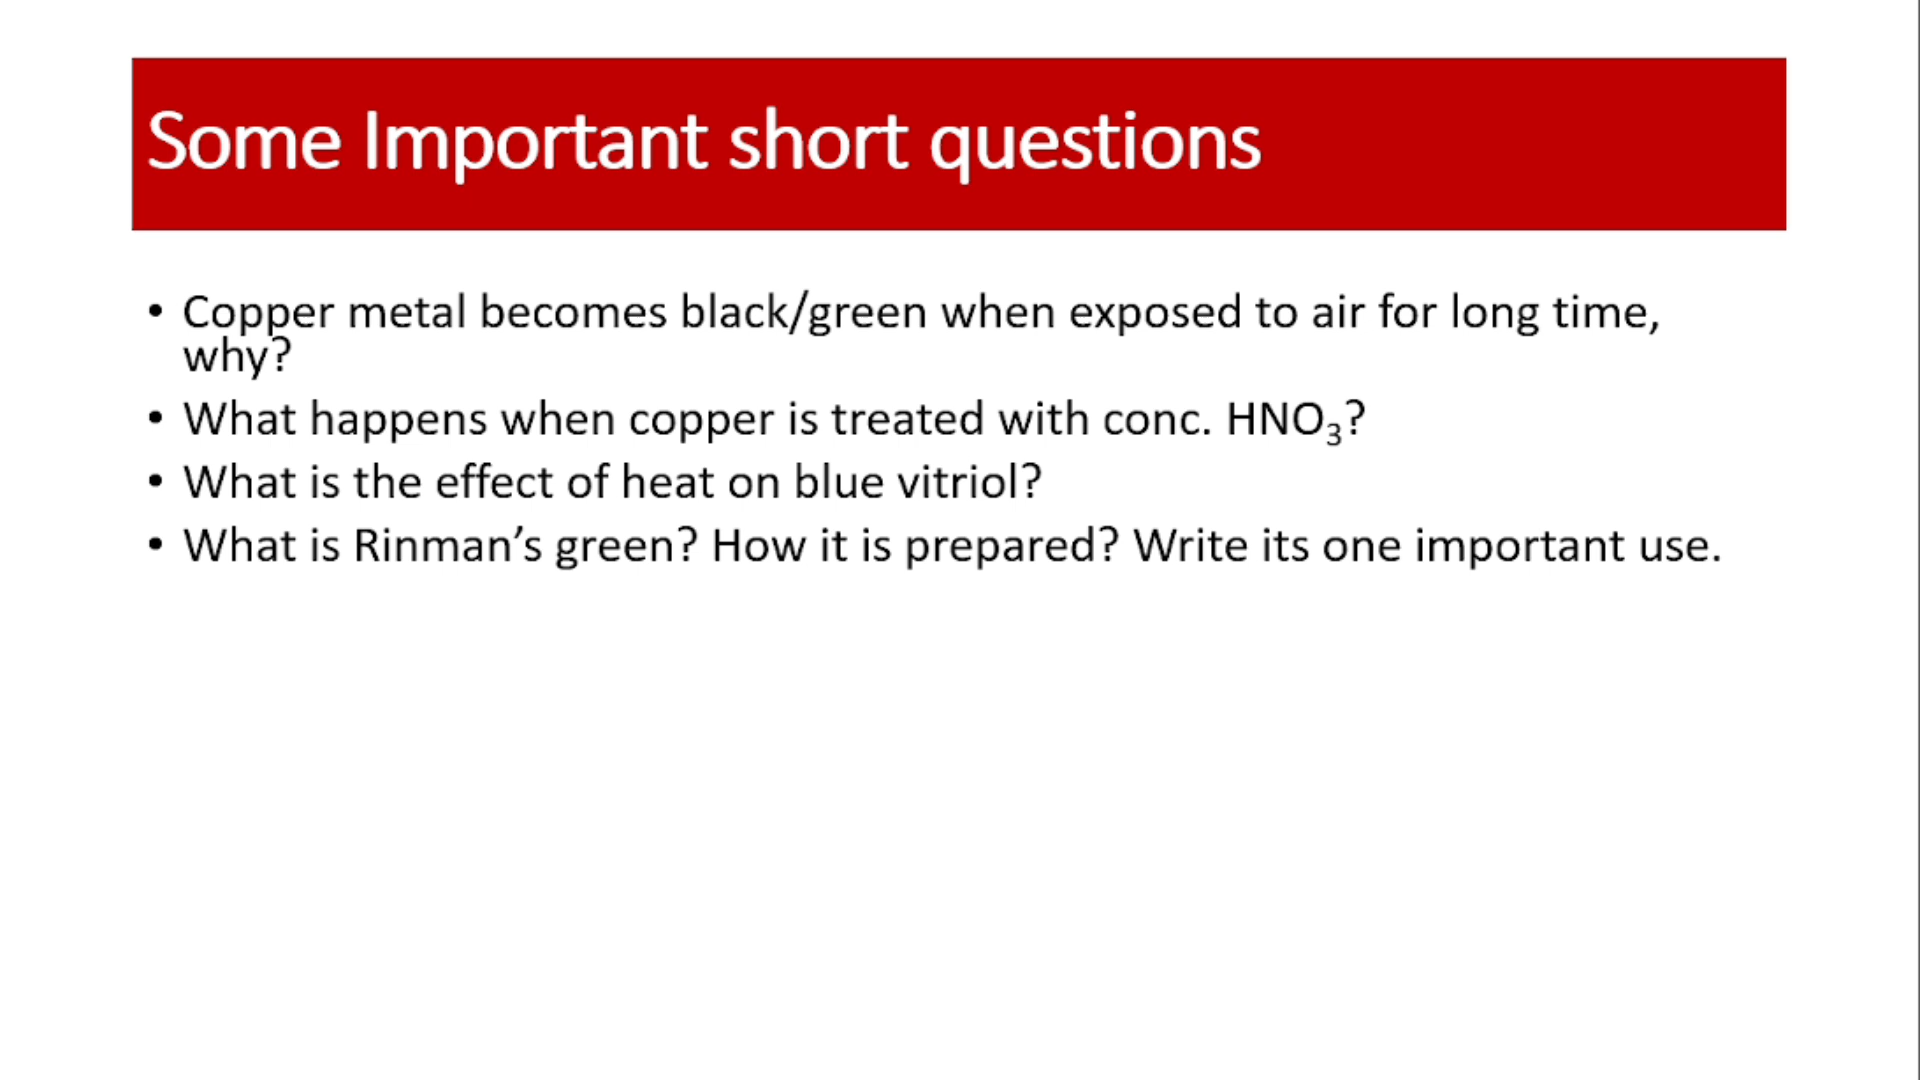 Some Important short questions
• Copper metal becomes black/green when exposed to air for long time,
why?
• What happens when copper is treated with conc. HNO₃?
• What is the effect of heat on blue vitriol?
• What is Rinman’s green? How it is prepared? Write its one important use.